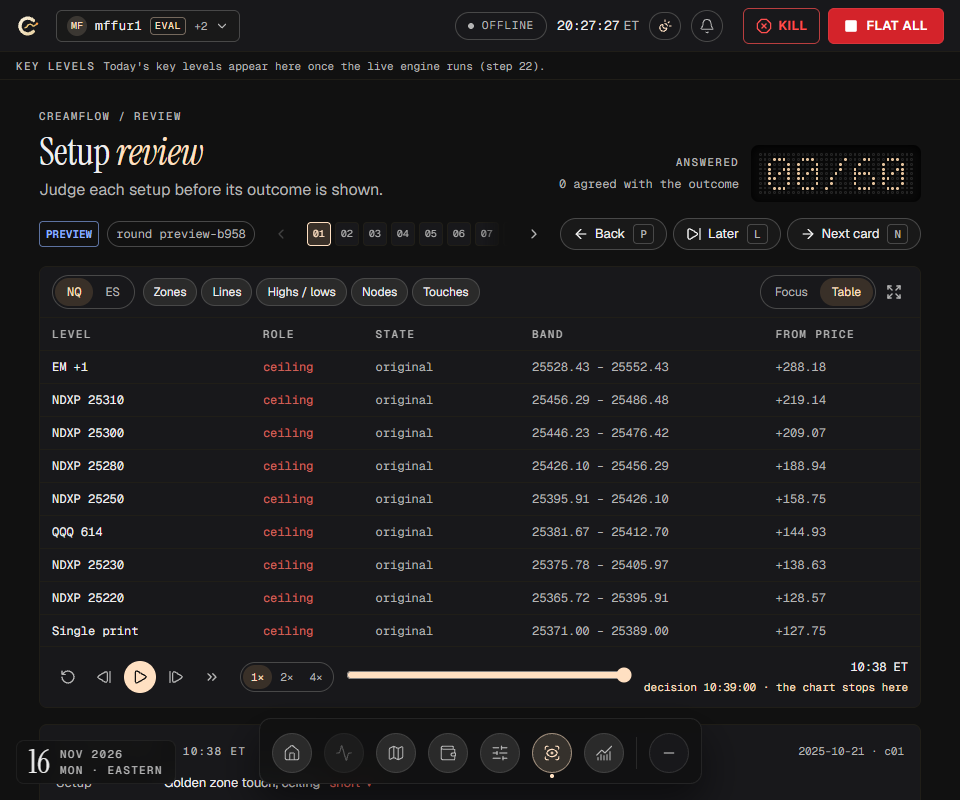 MF mffur1 EVAL +2 OFFLINE 20:27:27 ET KILL FLAT ALL
KEY LEVELS Today's key levels appear here once the live engine runs (step 22).
CREAMFLOW / REVIEW
Setup review
Judge each setup before its outcome is shown.
ANSWERED
0 agreed with the outcome
00/60
PREVIEW round preview-b958 01 02 03 04 05 06 07 Back P Later L Next card N
NQ ES Zones Lines Highs / lows Nodes Touches Focus Table
LEVEL ROLE STATE BAND FROM PRICE
EM +1 ceiling original 25528.43 – 25552.43 +288.18
NDXP 25310 ceiling original 25456.29 – 25486.48 +219.14
NDXP 25300 ceiling original 25446.23 – 25476.42 +209.07
NDXP 25280 ceiling original 25426.10 – 25456.29 +188.94
NDXP 25250 ceiling original 25395.91 – 25426.10 +158.75
QQQ 614 ceiling original 25381.67 – 25412.70 +144.93
NDXP 25230 ceiling original 25375.78 – 25405.97 +138.63
NDXP 25220 ceiling original 25365.72 – 25395.91 +128.57
Single print ceiling original 25371.00 – 25389.00 +127.75
1× 2× 4× 10:38 ET
decision 10:39:00 · the chart stops here
10:38 ET 2025-10-21 · c01
16 NOV 2026
MON · EASTERN
Setup Golden zone touch, ceiling short